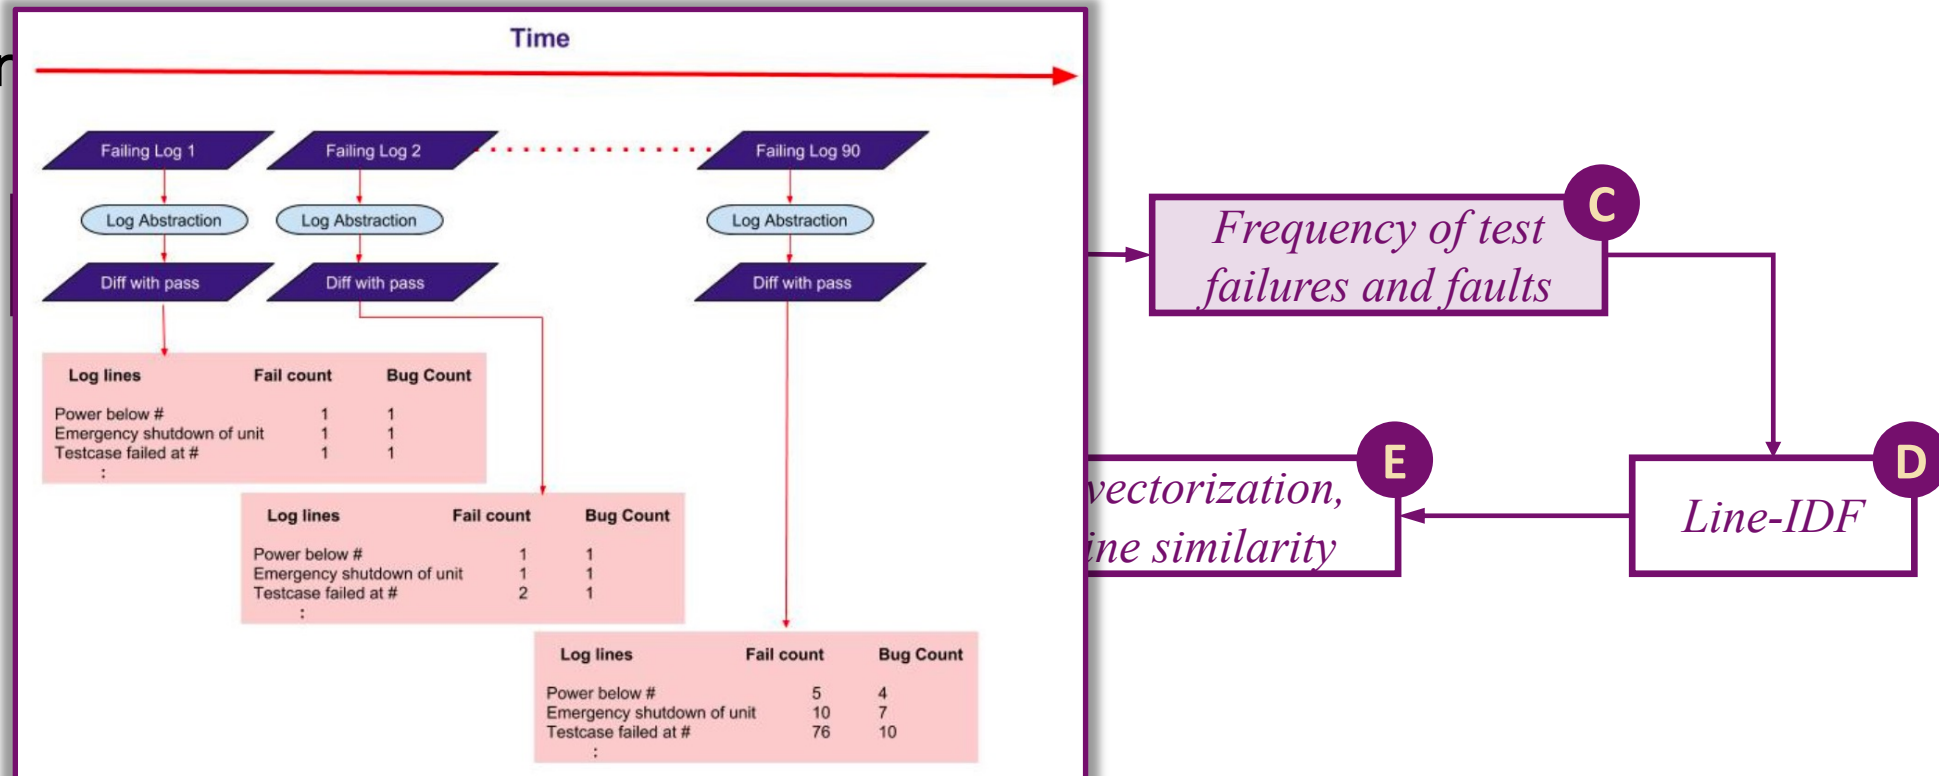 Time
Failing Log 1
Failing Log 2
Failing Log 90
Log Abstraction
Log Abstraction
Log Abstraction
Diff with pass
Diff with pass
Diff with pass
Log lines Fail count Bug Count
Power below # 1 1
Emergency shutdown of unit 1 1
Testcase failed at # 1 1
:
Log lines Fail count Bug Count
Power below # 1 1
Emergency shutdown of unit 1 1
Testcase failed at # 2 1
:
Log lines Fail count Bug Count
Power below # 5 4
Emergency shutdown of unit 10 7
Testcase failed at # 76 10
:
C
Frequency of test
failures and faults
D
Line-IDF
E
vectorization,
similarity